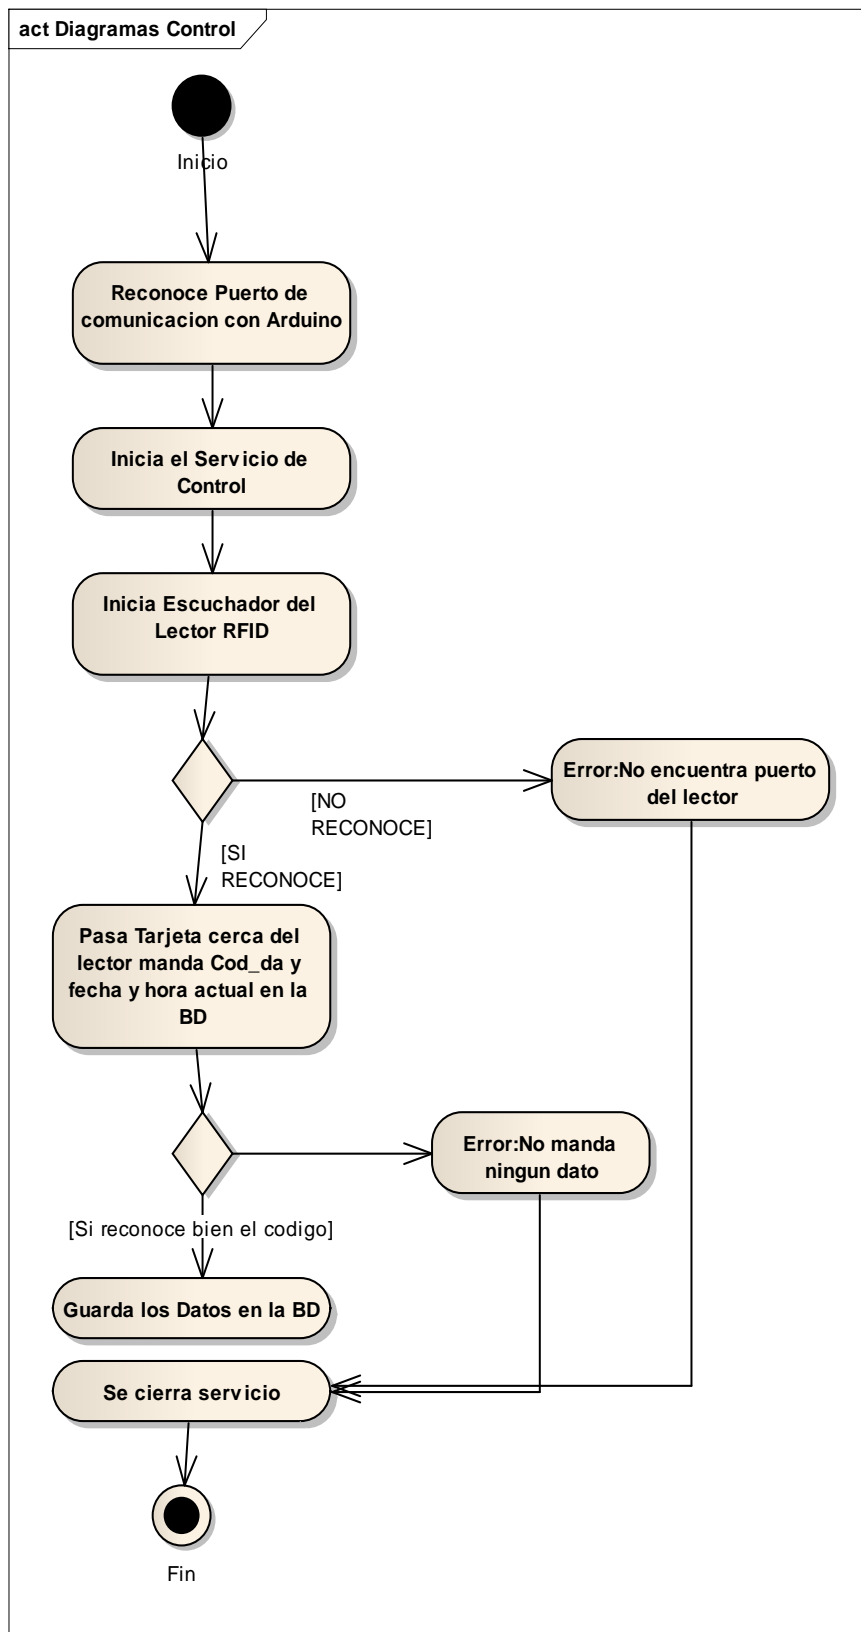 act Diagramas Control
Inicio
Reconoce Puerto de
comunicacion con Arduino
Inicia el Servicio de
Control
Inicia Escuchador del
Lector RFID
Error:No encuentra puerto
del lector
[NO
RECONOCE]
[SI
RECONOCE]
Pasa Tarjeta cerca del
lector manda Cod_da y
fecha y hora actual en la
BD
Error:No manda
ningun dato
[Si reconoce bien el codigo]
Guarda los Datos en la BD
Se cierra servicio
Fin